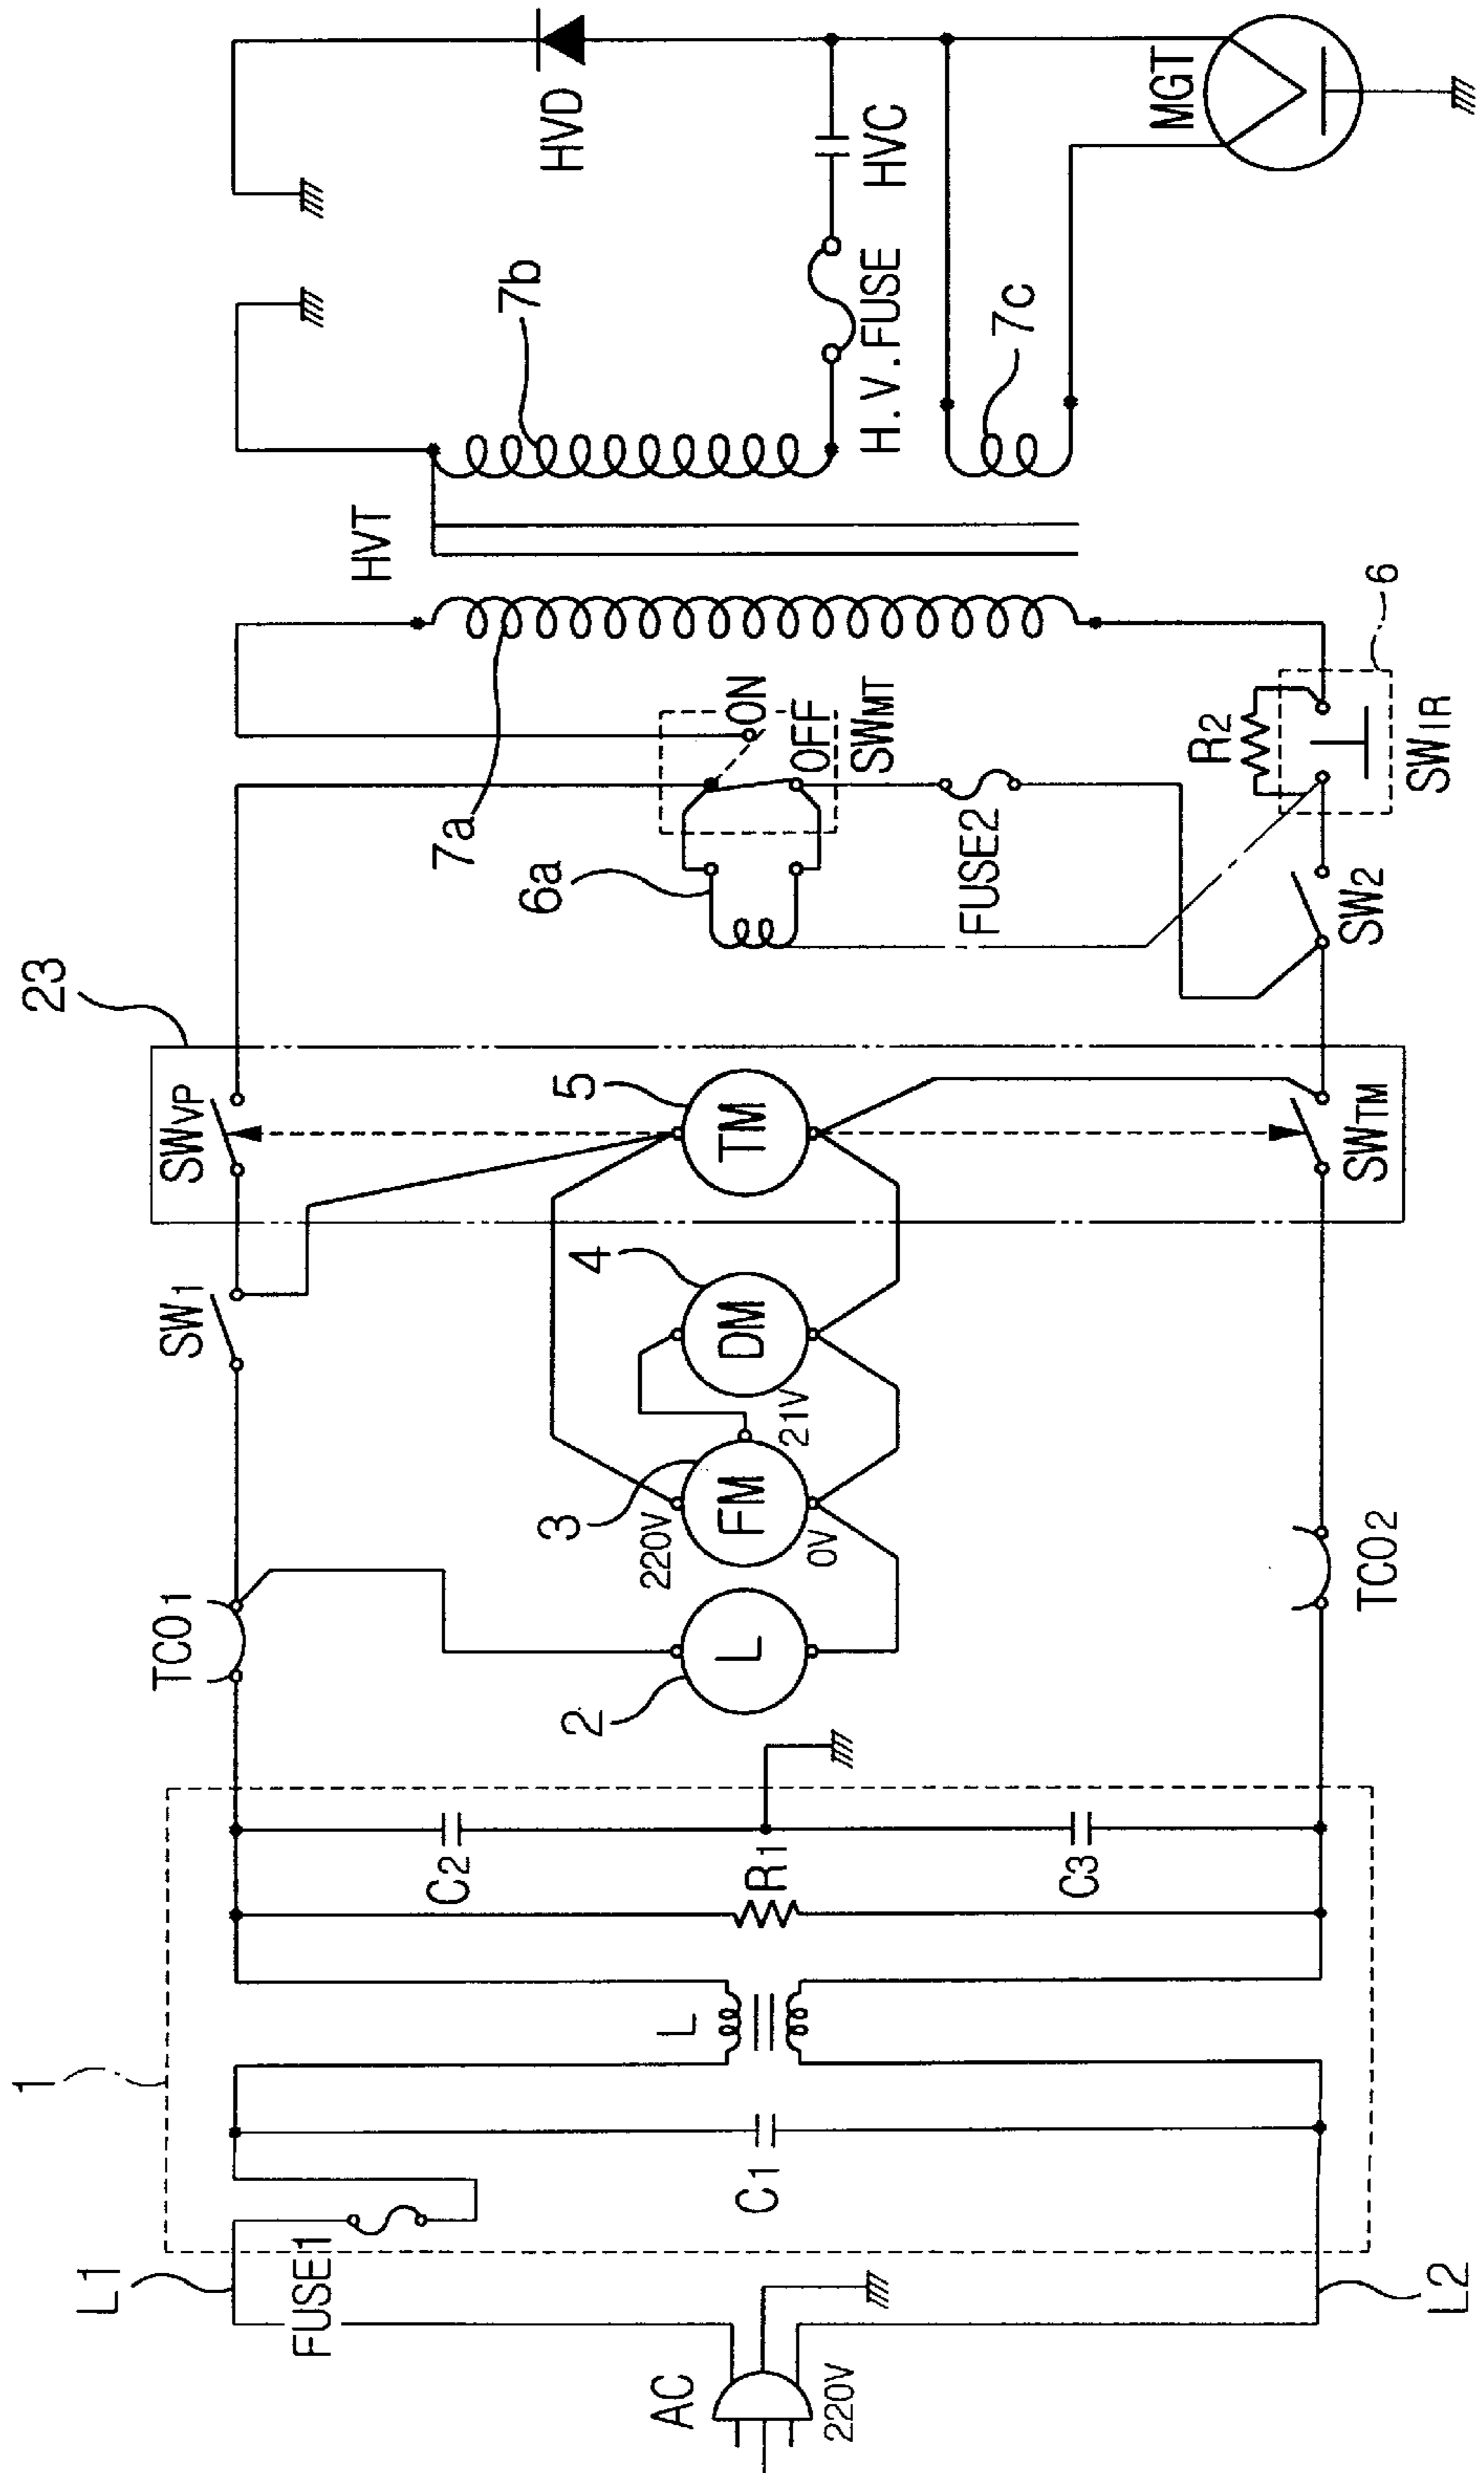 23
1
L1
FUSE1
AC
220V
L2
C1
L
R1
C2
C3
TCO1
TCO2
2
L
3
FM
220V
0V
21V
4
DM
5
TM
SW1
SWVP
SWTM
SW2
FUSE2
6a
ON
OFF
SWMT
R2
6
SW1R
7a
HVT
7b
7c
H.V.FUSE
HVC
HVD
MGT